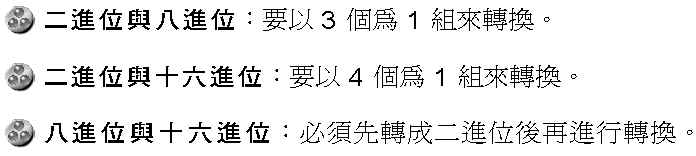 二進位與八進位：要以 3 個為 1 組來轉換。
二進位與十六進位：要以 4 個為 1 組來轉換。
八進位與十六進位：必須先轉成二進位後再進行轉換。